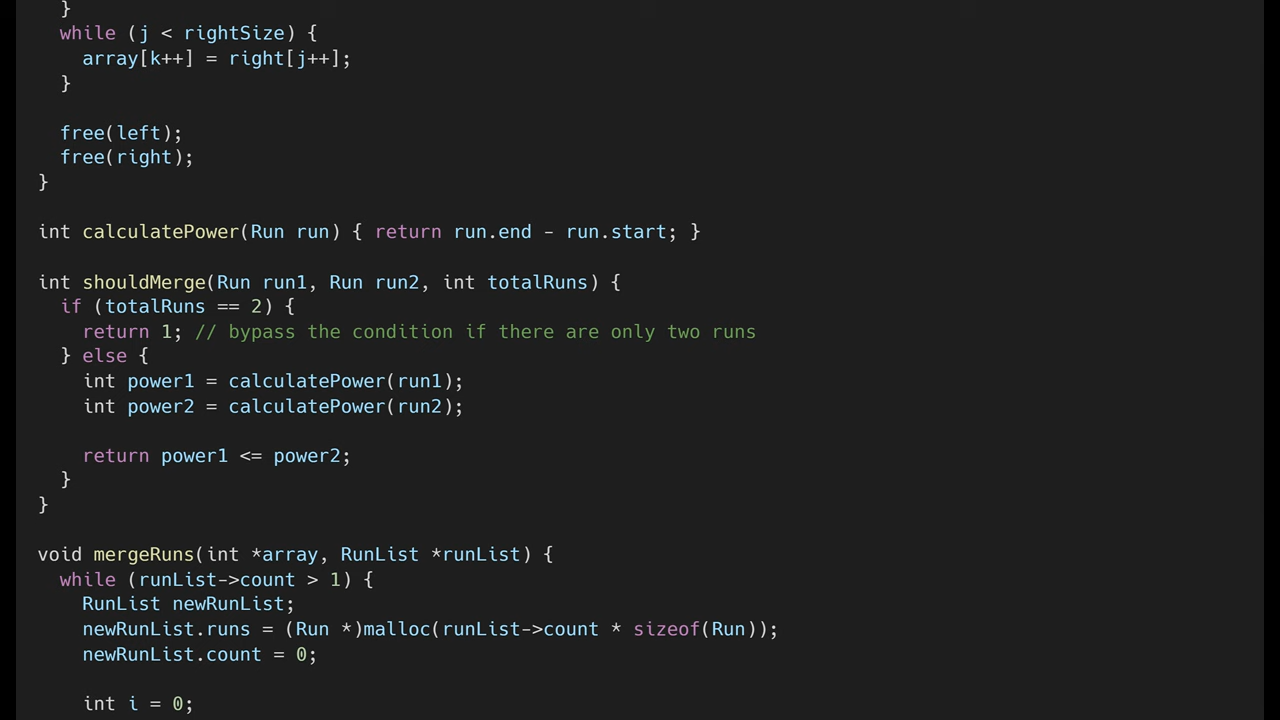 }
  while (j < rightSize) {
    array[k++] = right[j++];
  }

  free(left);
  free(right);
}

int calculatePower(Run run) { return run.end - run.start; }

int shouldMerge(Run run1, Run run2, int totalRuns) {
  if (totalRuns == 2) {
    return 1; // bypass the condition if there are only two runs
  } else {
    int power1 = calculatePower(run1);
    int power2 = calculatePower(run2);

    return power1 <= power2;
  }
}

void mergeRuns(int *array, RunList *runList) {
  while (runList->count > 1) {
    RunList newRunList;
    newRunList.runs = (Run *)malloc(runList->count * sizeof(Run));
    newRunList.count = 0;

    int i = 0;